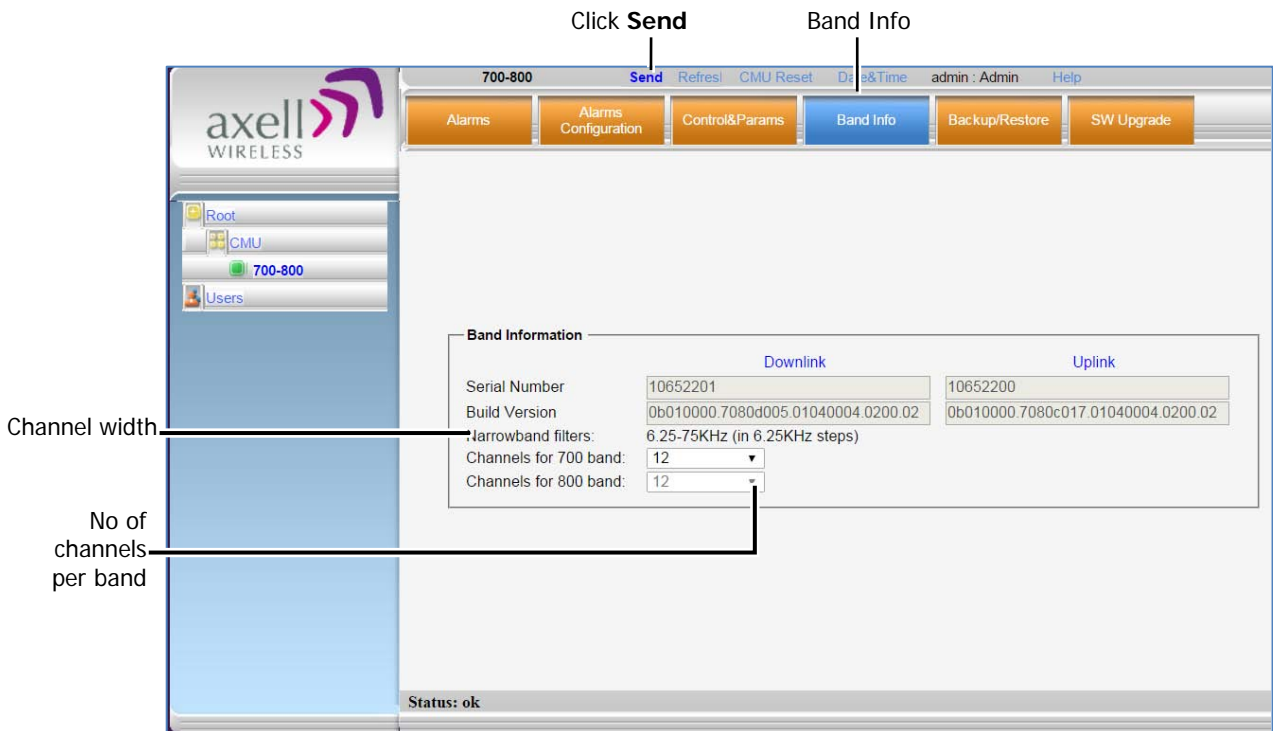 Click Send Band Info
700-800 Send Refresl CMU Reset Date&Time admin : Admin Help
axell
WIRELESS
Alarms Alarms Configuration Control&Params Band Info Backup/Restore SW Upgrade
Root
CMU
700-800
Users
Band Information
Downlink Uplink
Serial Number 10652201 10652200
Build Version 0b010000.7080d005.01040004.0200.02 0b010000.7080c017.01040004.0200.02
Channel width
Narrowband filters: 6.25-75KHz (in 6.25KHz steps)
Channels for 700 band: 12
Channels for 800 band: 12
No of
channels
per band
Status: ok